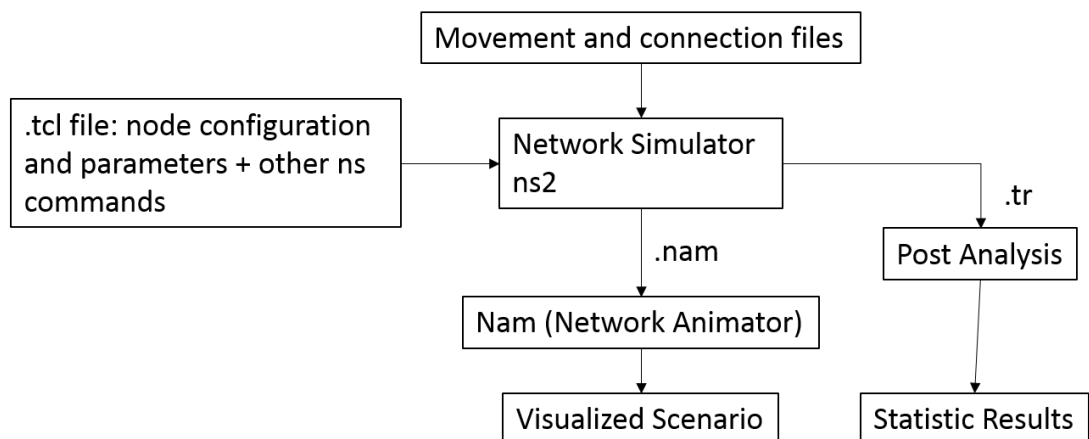 Movement and connection files
.tcl file: node configuration
and parameters + other ns
commands
Network Simulator
ns2
.tr
.nam
Post Analysis
Nam (Network Animator)
Visualized Scenario
Statistic Results